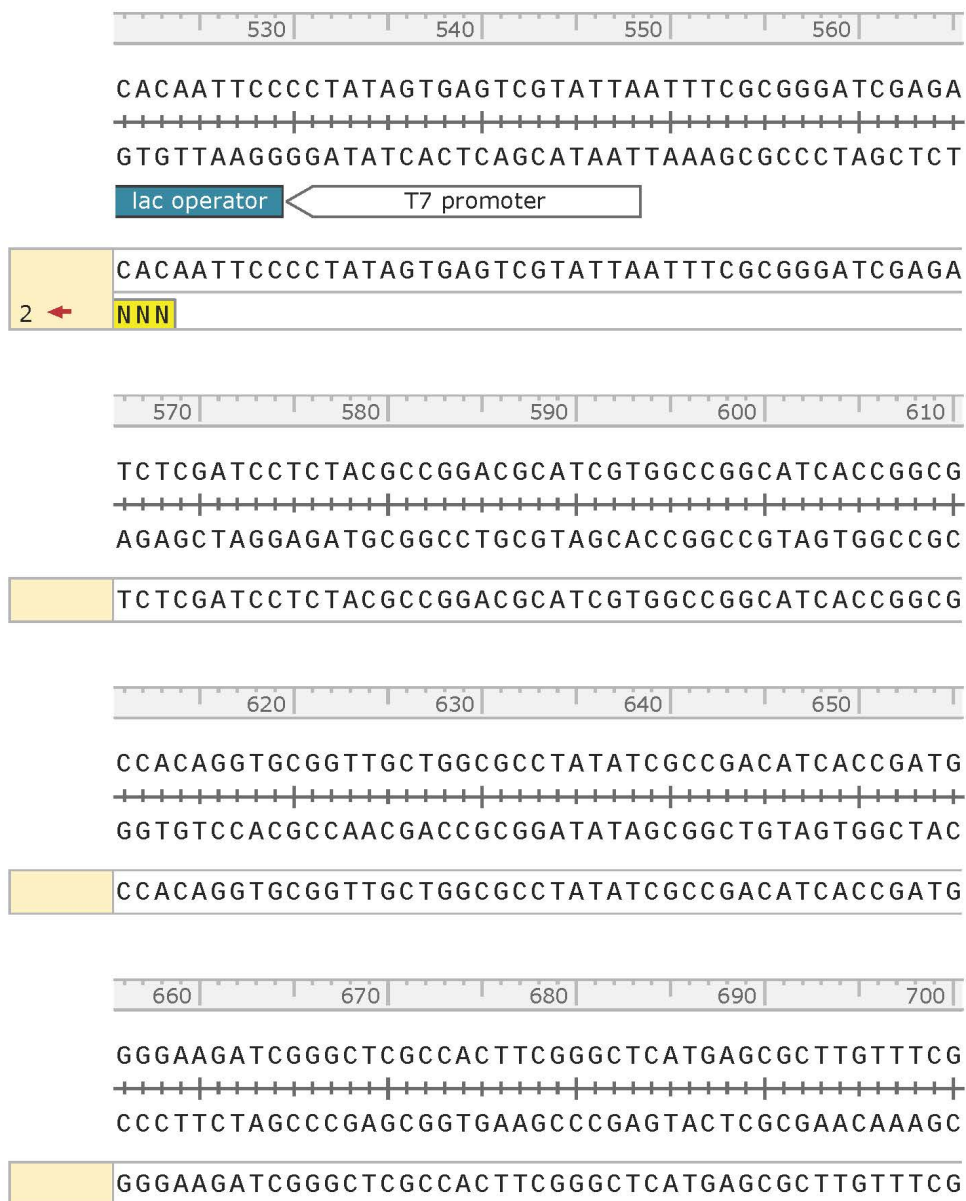 530 540 550 560
CACAATTCCCCTATAGTGAGTCGTATTAATTTCGCGGGATCGAGA
GTGTTAAGGGGATATCACTCAGCATAATTAAAGCGCCCTAGCTCT
lac operator T7 promoter
CACAATTCCCCTATAGTGAGTCGTATTAATTTCGCGGGATCGAGA
2 NNN
570 580 590 600 610
TCTCGATCCTCTACGCCGGACGCATCGTGGCCGGCATCACCGGCG
AGAGCTAGGAGATGCGGCCTGCGTAGCACCGGCCGTAGTGGCCGC
TCTCGATCCTCTACGCCGGACGCATCGTGGCCGGCATCACCGGCG
620 630 640 650
CCACAGGTGCGGTTGCTGGCGCCTATATCGCCGACATCACCGATG
GGTGTCCACGCCAACGACCGCGGATATAGCGGCTGTAGTGGCTAC
CCACAGGTGCGGTTGCTGGCGCCTATATCGCCGACATCACCGATG
660 670 680 690 700
GGGAAGATCGGGCTCGCCACTTCGGGCTCATGAGCGCTTGTTTCG
CCCTTCTAGCCCGAGCGGTGAAGCCCGAGTACTCGCGAACAAAGC
GGGAAGATCGGGCTCGCCACTTCGGGCTCATGAGCGCTTGTTTCG